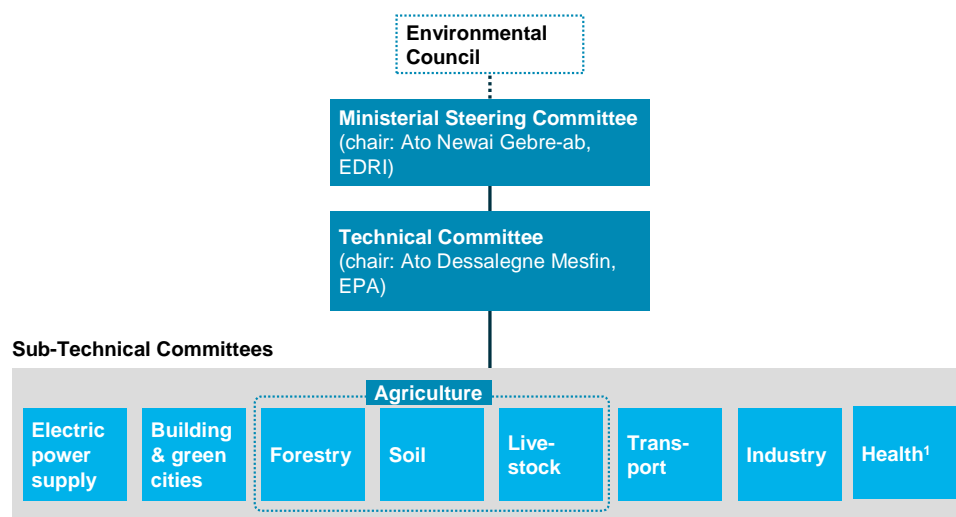 Environmental
Council
Ministerial Steering Committee
(chair: Ato Newai Gebre-ab,
EDRI)
Technical Committee
(chair: Ato Dessalegne Mesfin,
EPA)
Sub-Technical Committees
Agriculture
Electric
power
supply
Building
& green
cities
Forestry
Soil
Live-
stock
Trans-
port
Industry
Health¹